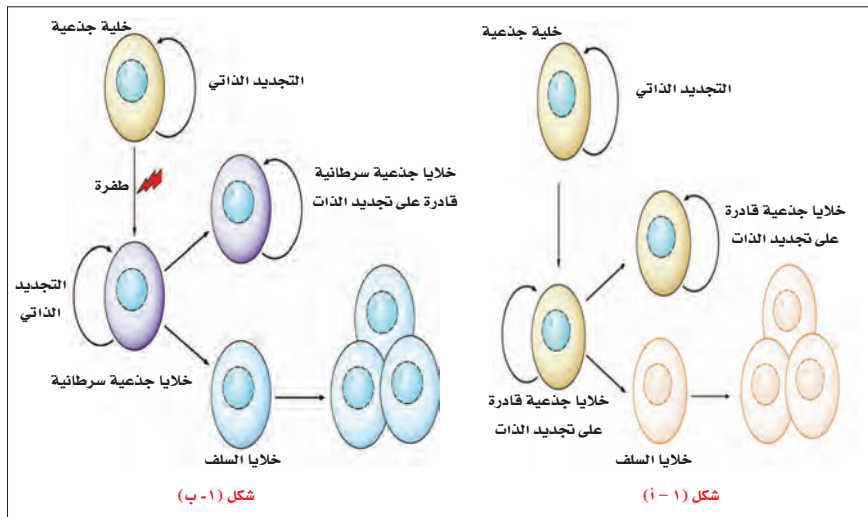 خلية جذعية
التجديد الذاتي
خلايا جذعية قادرة
على تجديد الذات
خلايا جذعية قادرة
على تجديد الذات
خلايا السلف
شكل (١ - أ)
خلية جذعية
التجديد الذاتي
طفرة
خلايا جذعية سرطانية
قادرة على تجديد الذات
التجديد
الذاتي
خلايا جذعية سرطانية
خلايا السلف
شكل (١- ب)